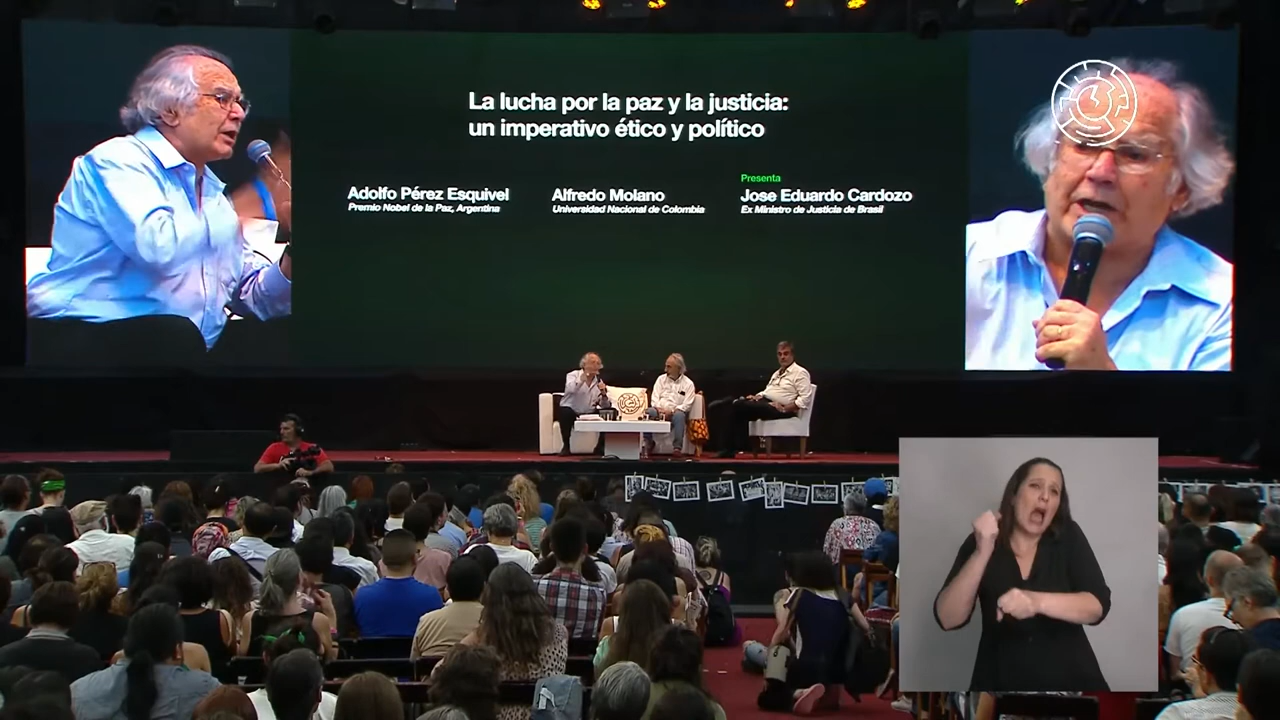 La lucha por la paz y la justicia:
un imperativo ético y político
Adolfo Pérez Esquivel
Premio Nobel de la Paz, Argentina
Alfredo Molano
Universidad Nacional de Colombia
Presenta
Jose Eduardo Cardozo
Ex Ministro de Justicia de Brasil